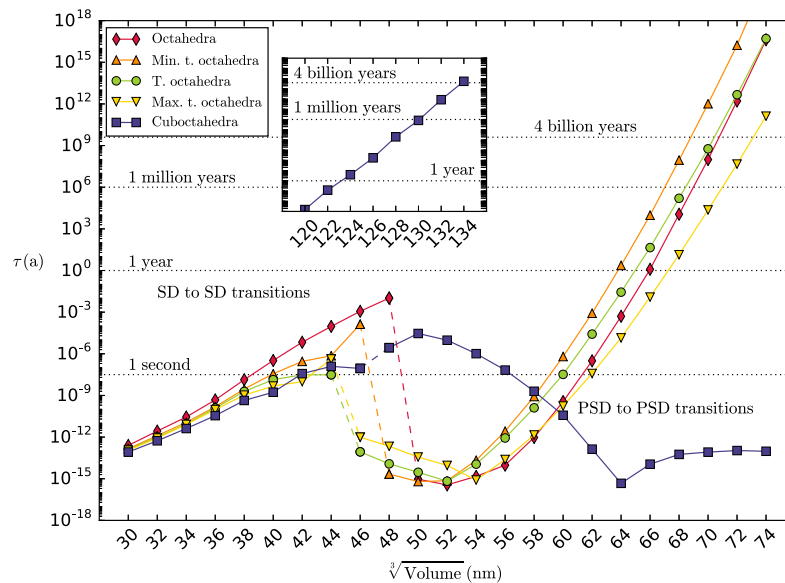 10^18
10^15
10^12
10^9
10^6
10^3
10^0
10^-3
10^-6
10^-9
10^-12
10^-15
10^-18
τ(a)
Octahedra
Min. t. octahedra
T. octahedra
Max. t. octahedra
Cuboctahedra
4 billion years
1 million years
1 year
120 122 124 126 128 130 132 134
4 billion years
1 million years
1 year
SD to SD transitions
1 second
PSD to PSD transitions
30 32 34 36 38 40 42 44 46 48 50 52 54 56 58 60 62 64 66 68 70 72 74
∛Volume (nm)